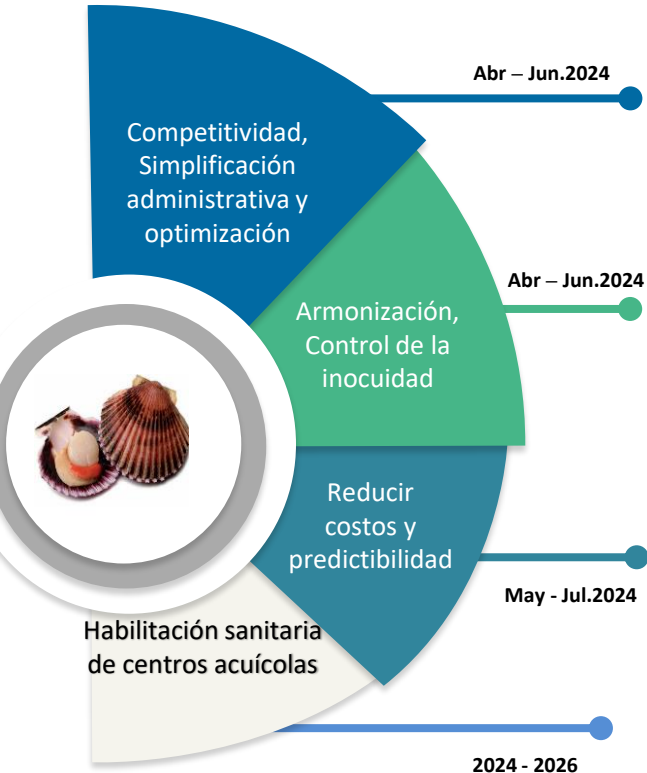 Abr – Jun.2024
Competitividad,
Simplificación
administrativa y
optimización
Abr – Jun.2024
Armonización,
Control de la
inocuidad
Reducir
costos y
predictibilidad
May - Jul.2024
Habilitación sanitaria
de centros acuícolas
2024 - 2026